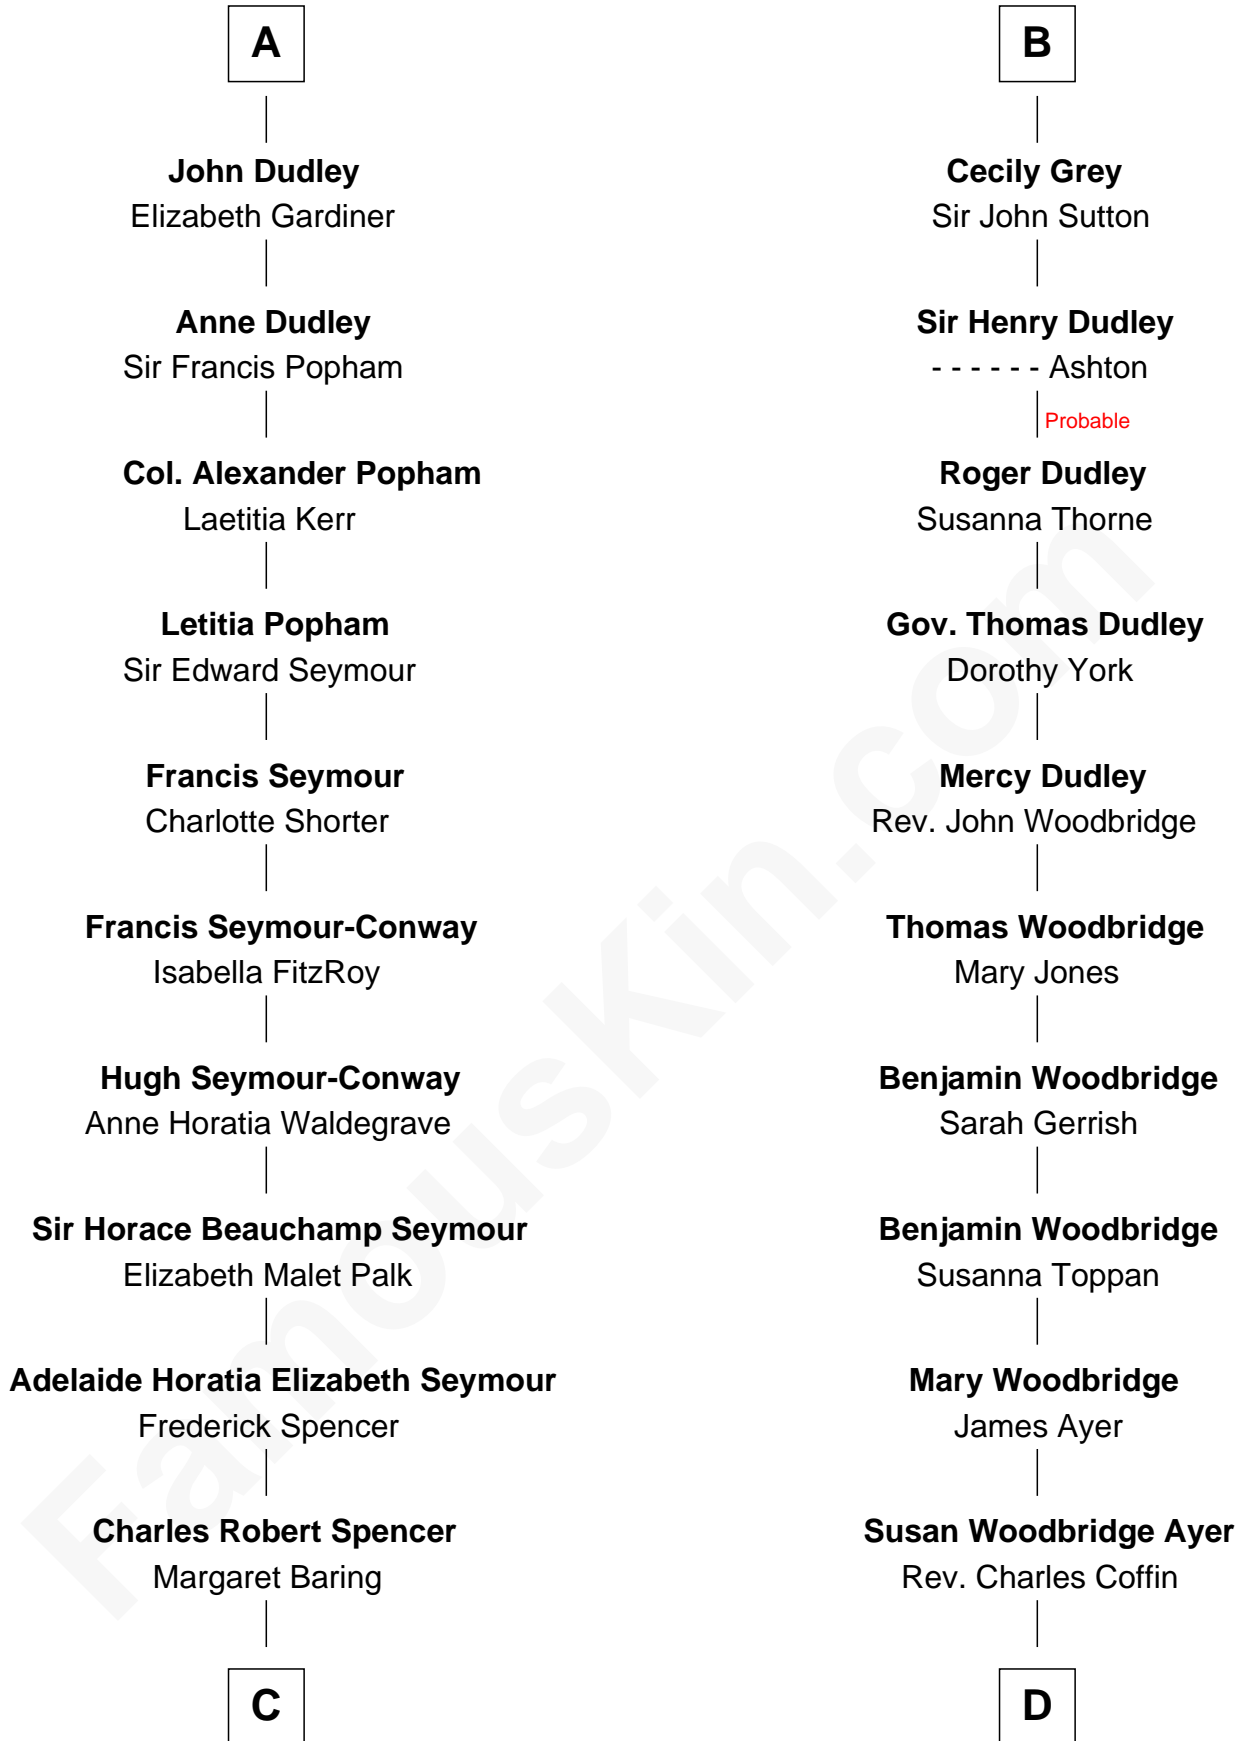 A
John Dudley
Elizabeth Gardiner
Anne Dudley
Sir Francis Popham
Col. Alexander Popham
Laetitia Kerr
Letitia Popham
Sir Edward Seymour
Francis Seymour
Charlotte Shorter
Francis Seymour-Conway
Isabella FitzRoy
Hugh Seymour-Conway
Anne Horatia Waldegrave
Sir Horace Beauchamp Seymour
Elizabeth Malet Palk
Adelaide Horatia Elizabeth Seymour
Frederick Spencer
Charles Robert Spencer
Margaret Baring
C
B
Cecily Grey
Sir John Sutton
Sir Henry Dudley
- - - - - - Ashton
Probable
Roger Dudley
Susanna Thorne
Gov. Thomas Dudley
Dorothy York
Mercy Dudley
Rev. John Woodbridge
Thomas Woodbridge
Mary Jones
Benjamin Woodbridge
Sarah Gerrish
Benjamin Woodbridge
Susanna Toppan
Mary Woodbridge
James Ayer
Susan Woodbridge Ayer
Rev. Charles Coffin
D
FamousKin.com